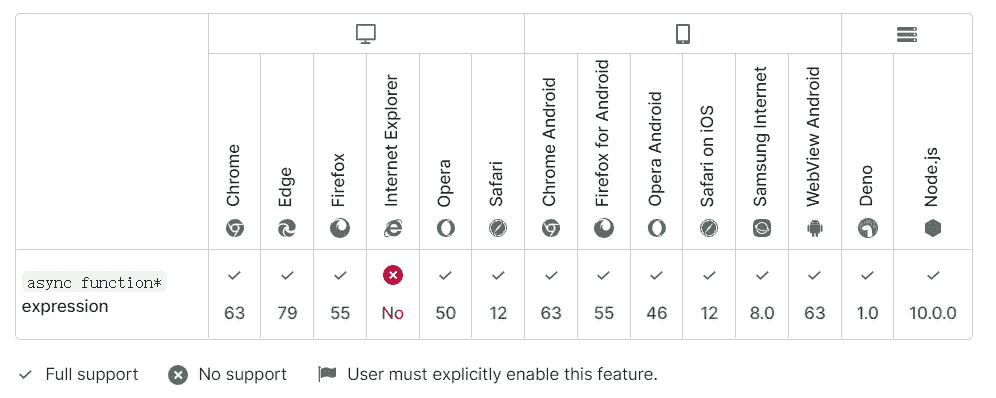 Chrome
Edge
Firefox
Internet Explorer
Opera
Safari
Chrome Android
Firefox for Android
Opera Android
Safari on iOS
Samsung Internet
WebView Android
Deno
Node.js
async function*
expression
63 79 55 No 50 12 63 55 46 12 8.0 63 1.0 10.0.0
Full support No support User must explicitly enable this feature.